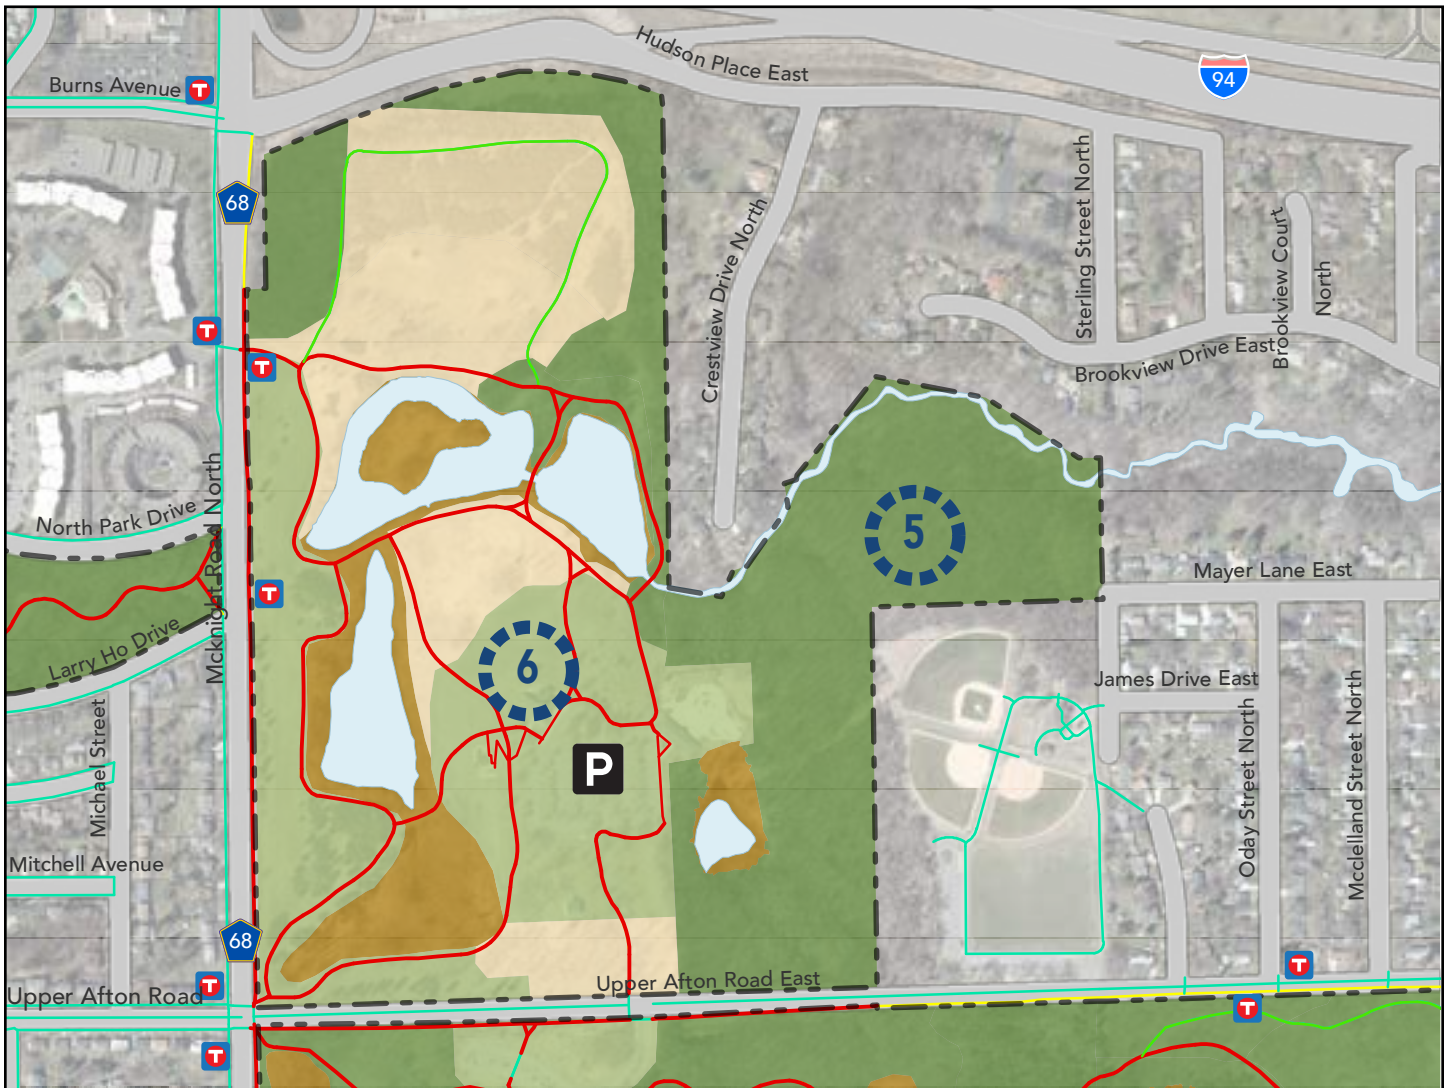 Hudson Place East
94
Burns Avenue T
68
Crestview Drive North
Sterling Street North
Brookview Court
North
T
T
Brookview Drive East
North Park Drive
Mcknight Road North
5
Mayer Lane East
T
Larry Ho Drive
6
James Drive East
Michael Street
Oday Street North
Mcclelland Street North
P
Mitchell Avenue
68
T
T
Upper Afton Road
Upper Afton Road East
T
T